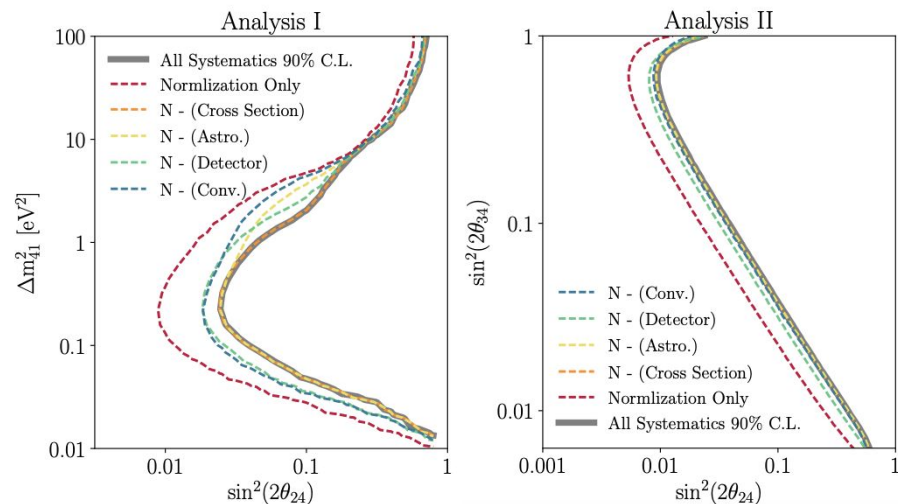 Analysis I
100
10
1
0.1
0.01
Δm²₄₁ [eV²]
All Systematics 90% C.L.
Normlization Only
N - (Cross Section)
N - (Astro.)
N - (Detector)
N - (Conv.)
0.01 0.1 1
sin²(2θ₂₄)
Analysis II
1
0.1
0.01
sin²(2θ₃₄)
N - (Conv.)
N - (Detector)
N - (Astro.)
N - (Cross Section)
Normlization Only
All Systematics 90% C.L.
0.001 0.01 0.1 1
sin²(2θ₂₄)